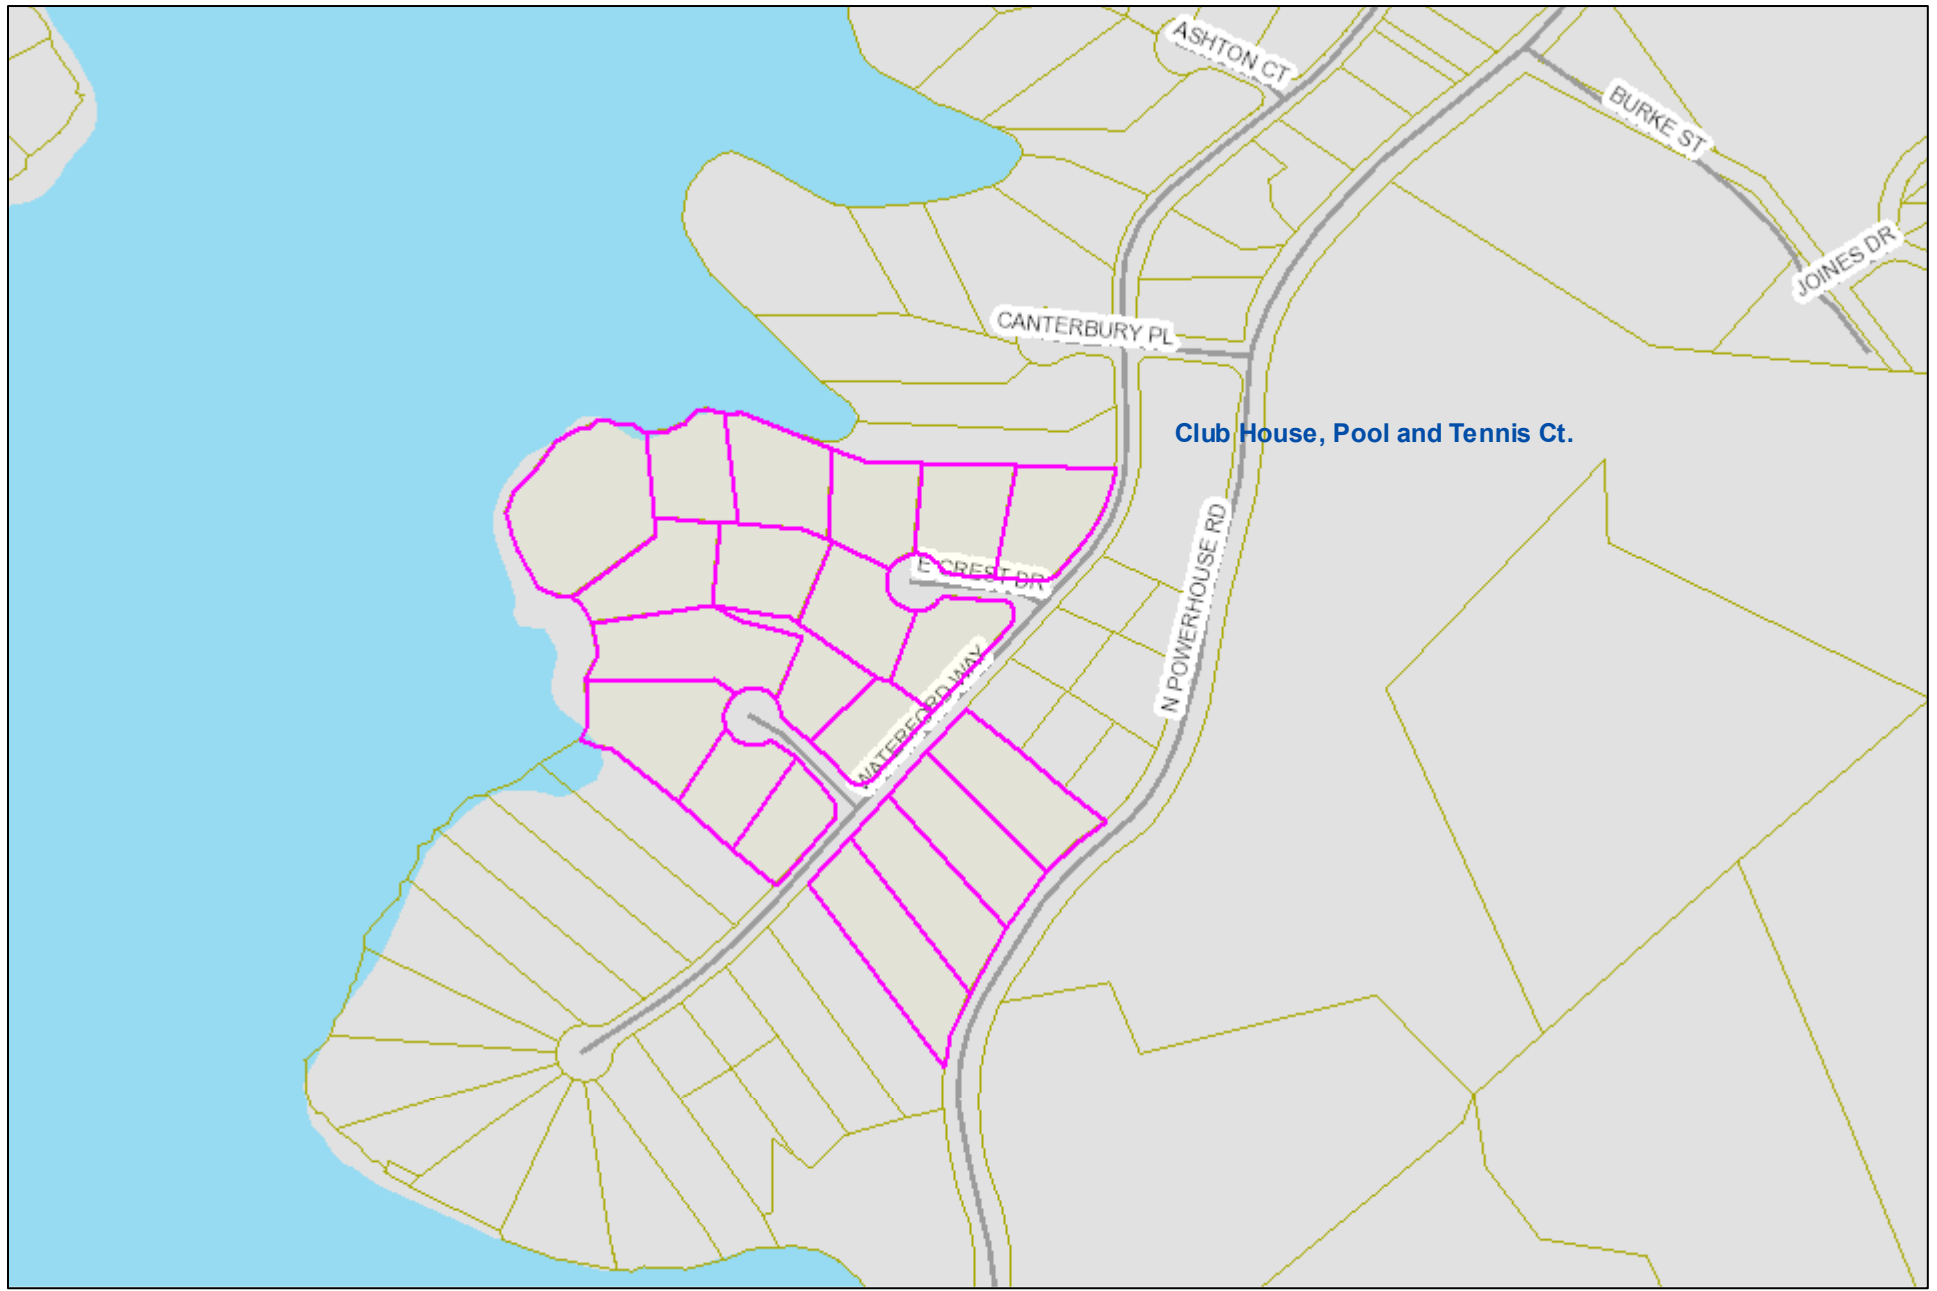 ASHTON CT
BURKE ST
JOINES DR
CANTERBURY PL
Club House, Pool and Tennis Ct.
N POWERHOUSE RD
E CREST DR
WATERFORD WAY